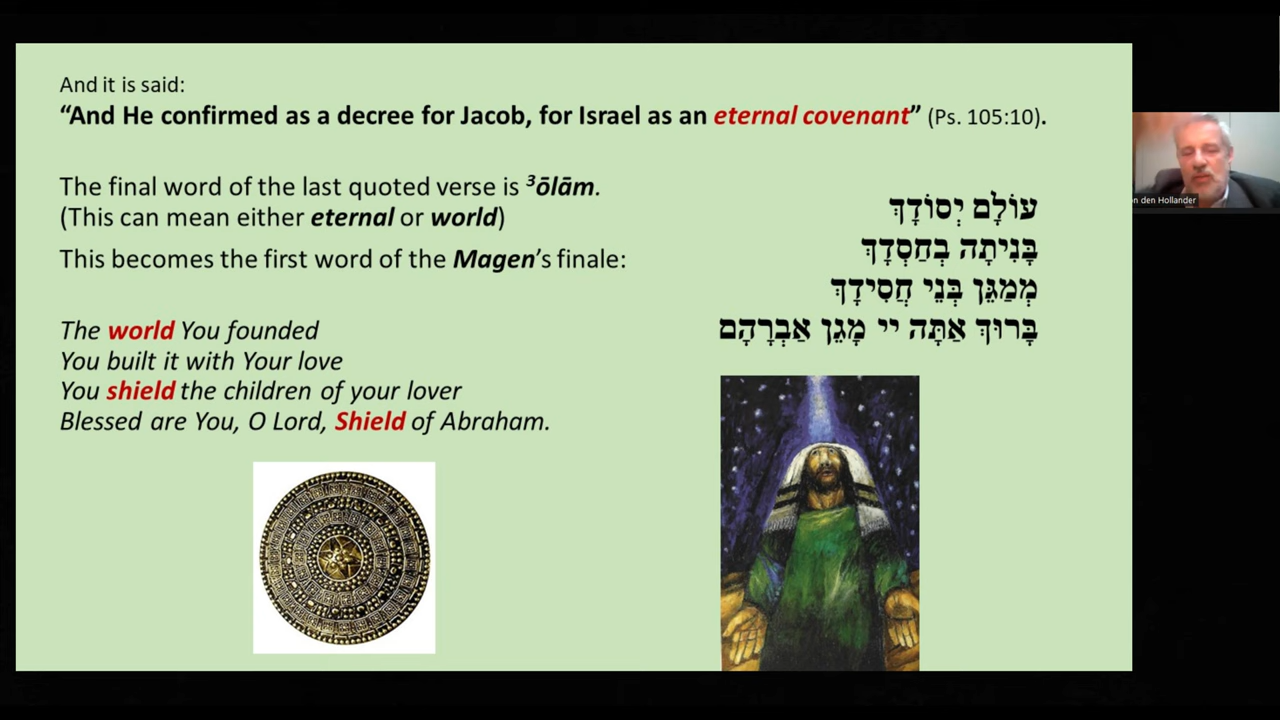 And it is said:
“And He confirmed as a decree for Jacob, for Israel as an eternal covenant” (Ps. 105:10).
The final word of the last quoted verse is ³ōlām.
(This can mean either eternal or world)
This becomes the first word of the Magen’s finale:
The world You founded
You built it with Your love
You shield the children of your lover
Blessed are You, O Lord, Shield of Abraham.
עוֹלָם יְסוֹדָךְ
בָּנִיתָה בְחַסְדָךְ
מְמַגֵּן בְּנֵי חֲסִידָךְ
בָּרוּךְ אַתָּה יי מָגֵן אַבְרָהָם
n den Hollander